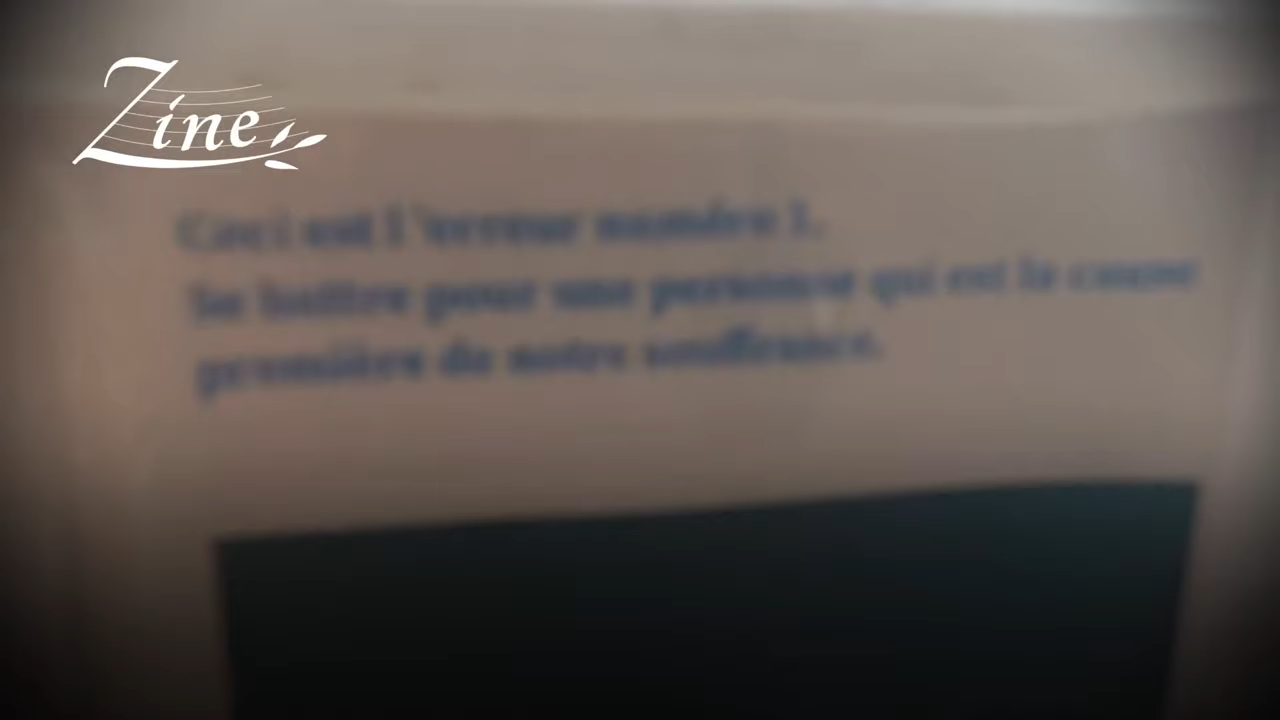 Zine
Ceci est l'erreur numéro 1.
Se battre pour une personne qui est la cause
première de notre souffrance.